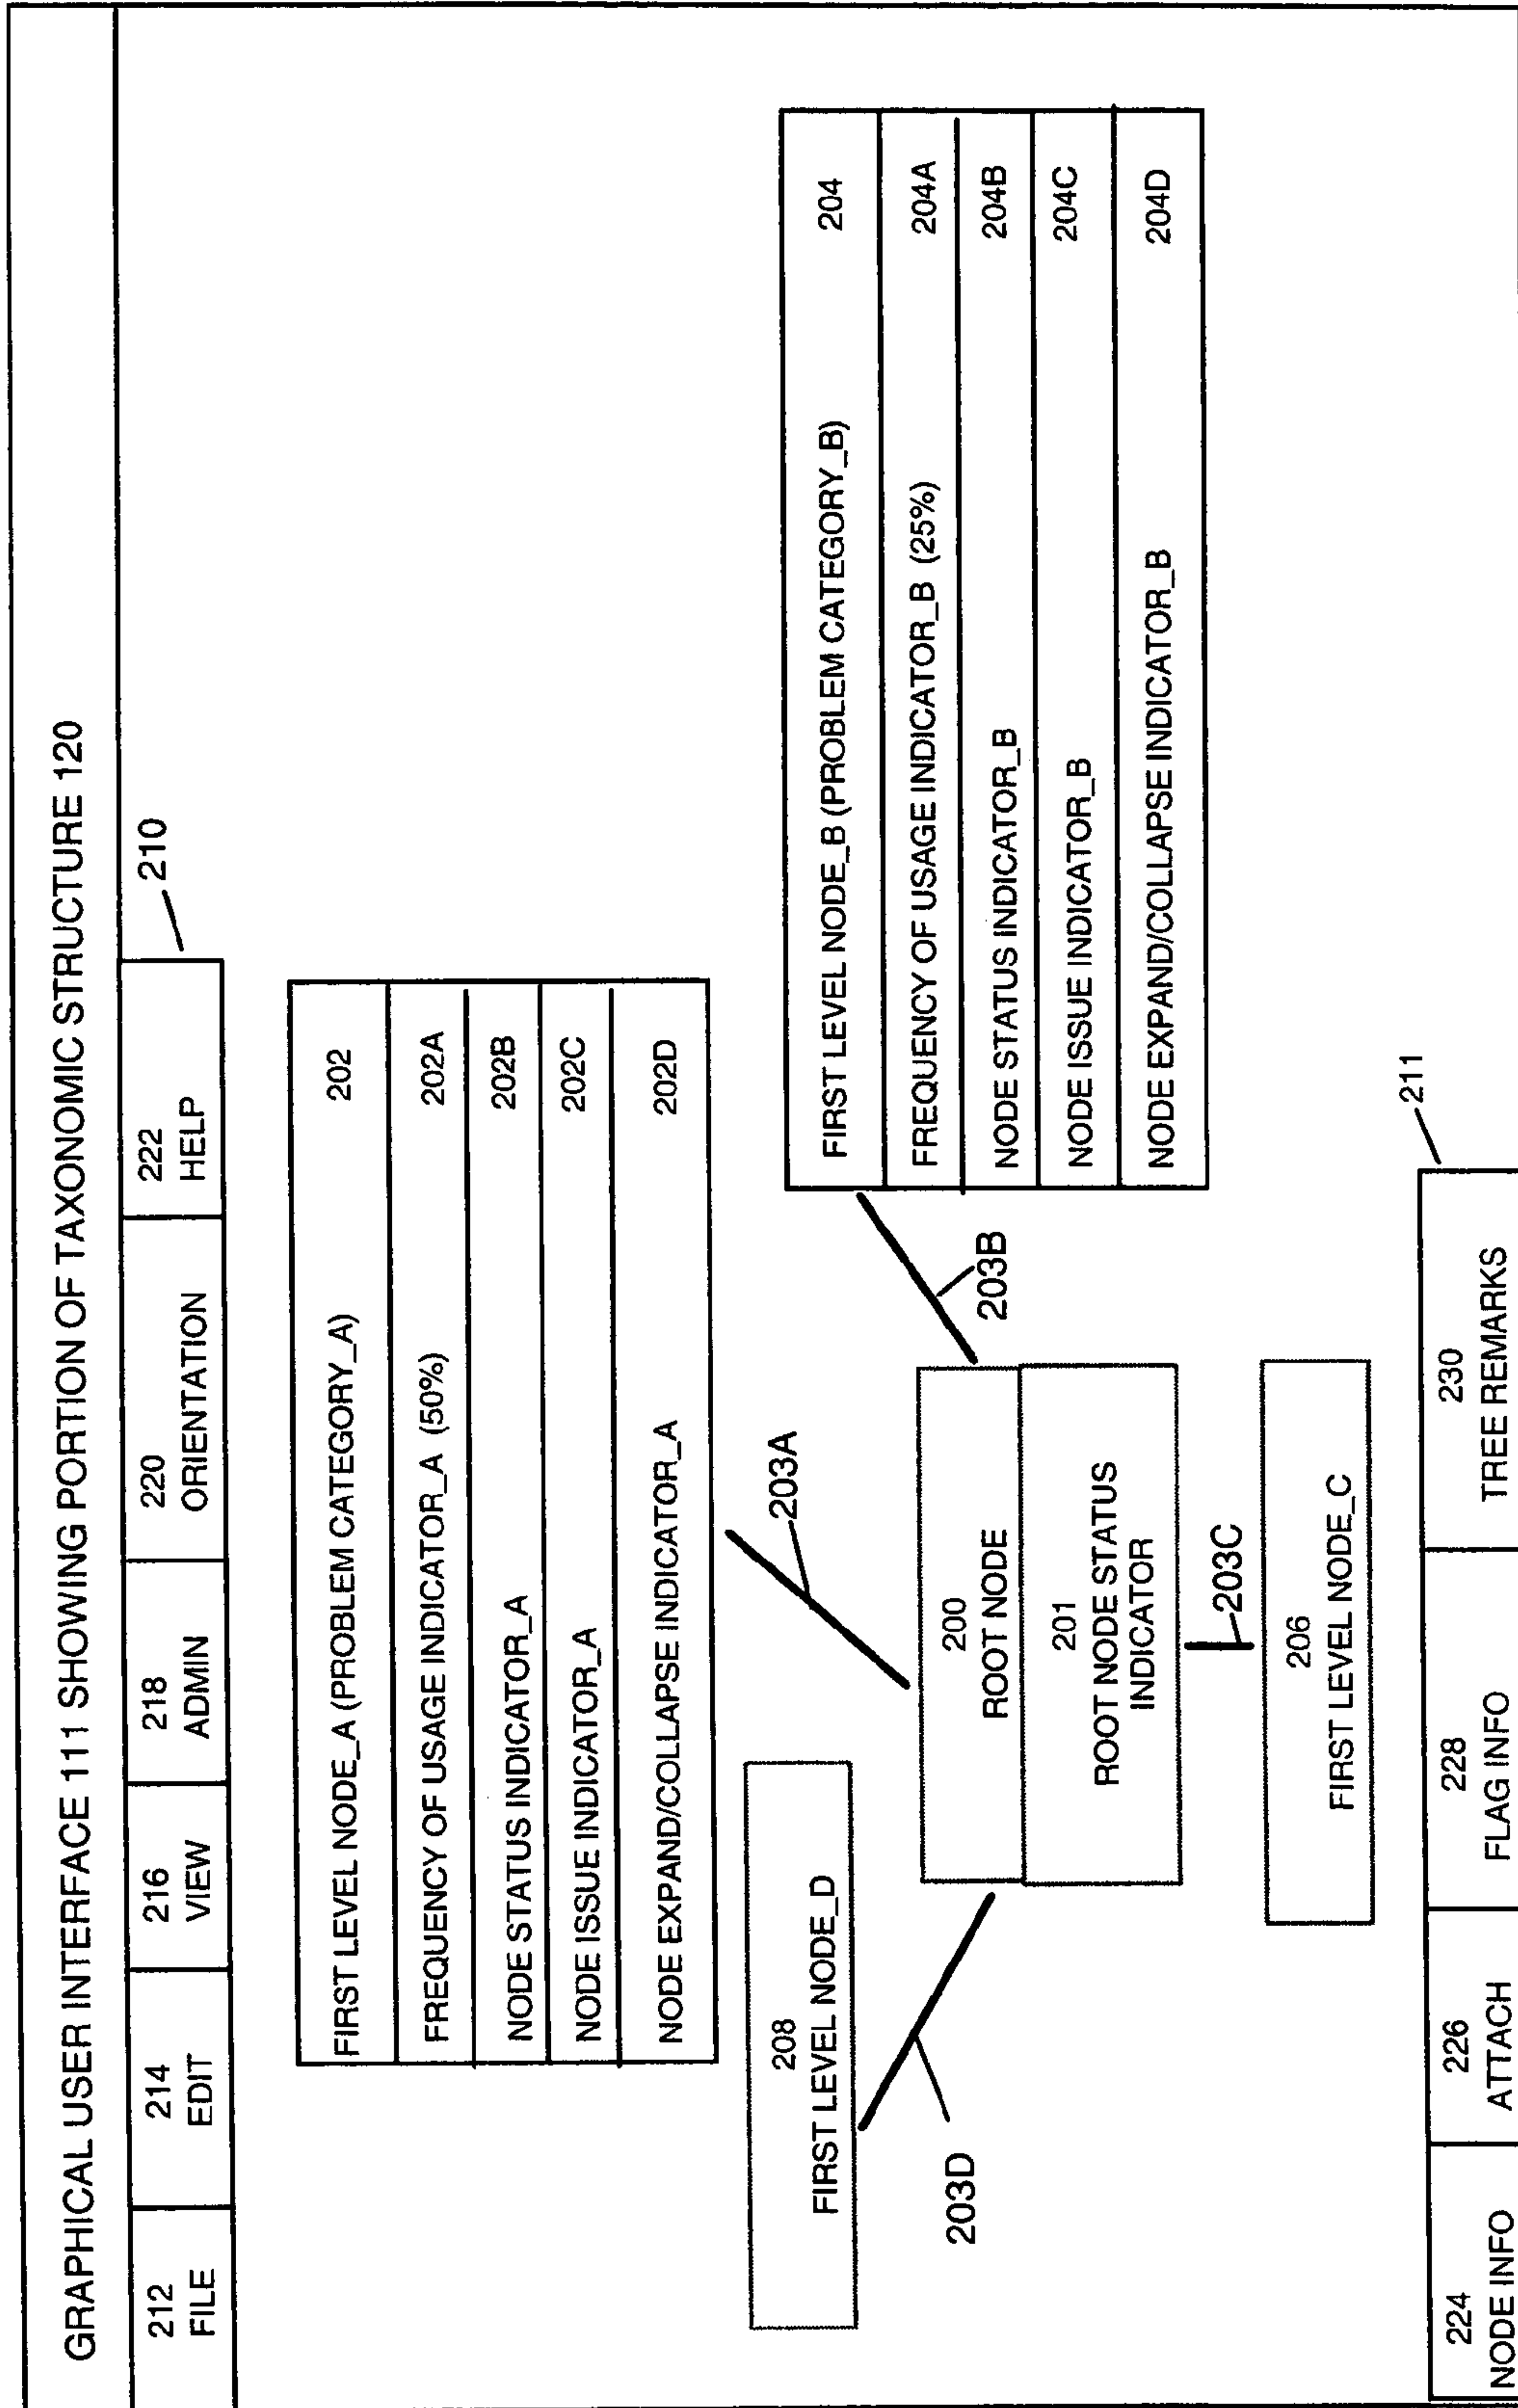 GRAPHICAL USER INTERFACE 111 SHOWING PORTION OF TAXONOMIC STRUCTURE 120
212
FILE
214
EDIT
216
VIEW
218
ADMIN
220
ORIENTATION
222
HELP
210
FIRST LEVEL NODE_A (PROBLEM CATEGORY_A) 202
FREQUENCY OF USAGE INDICATOR_A (50%) 202A
NODE STATUS INDICATOR_A 202B
NODE ISSUE INDICATOR_A 202C
NODE EXPAND/COLLAPSE INDICATOR_A 202D
208
FIRST LEVEL NODE_D
203A
FIRST LEVEL NODE_B (PROBLEM CATEGORY_B) 204
FREQUENCY OF USAGE INDICATOR_B (25%) 204A
NODE STATUS INDICATOR_B 204B
NODE ISSUE INDICATOR_B 204C
NODE EXPAND/COLLAPSE INDICATOR_B 204D
203D
200
ROOT NODE
201
ROOT NODE STATUS
INDICATOR
203B
203C
206
FIRST LEVEL NODE_C
224
NODE INFO
226
ATTACH
228
FLAG INFO
230
TREE REMARKS
211